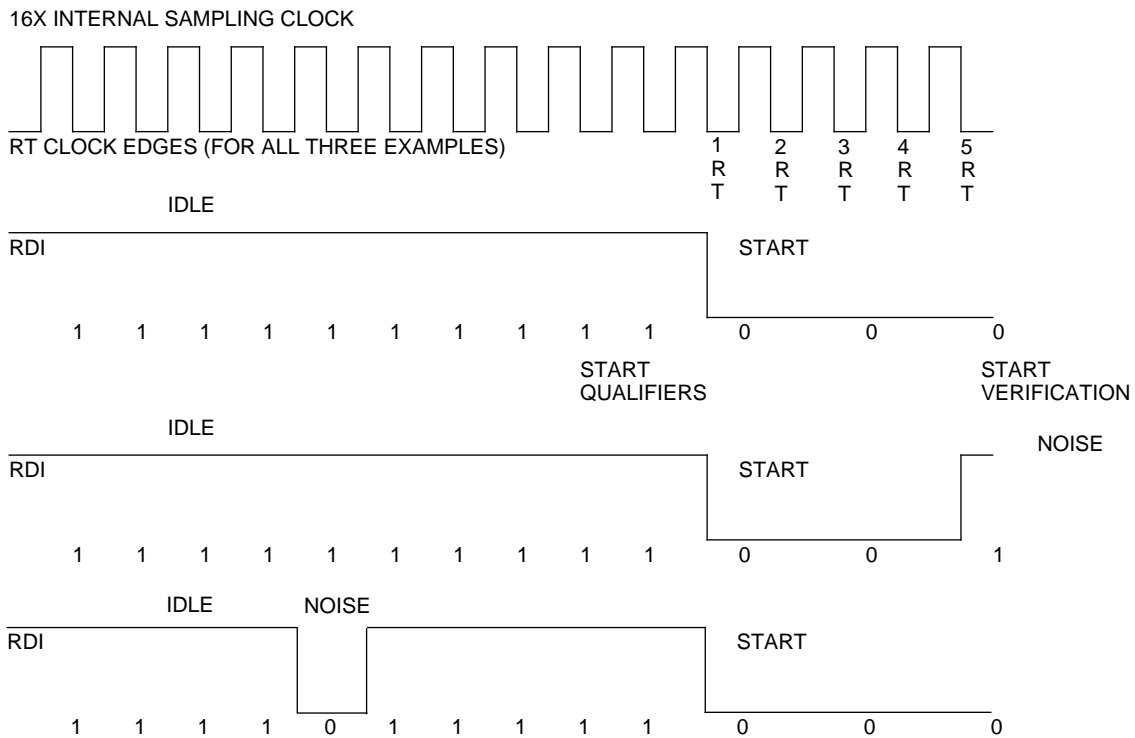 16X INTERNAL SAMPLING CLOCK
RT CLOCK EDGES (FOR ALL THREE EXAMPLES)
1 2 3 4 5
R R R R R
T T T T T
IDLE
RDI START
1 1 1 1 1 1 1 1 1 1 0 0 0
START START
QUALIFIERS VERIFICATION
IDLE NOISE
RDI START
1 1 1 1 1 1 1 1 1 1 0 0 1
IDLE NOISE
RDI START
1 1 1 1 0 1 1 1 1 1 0 0 0